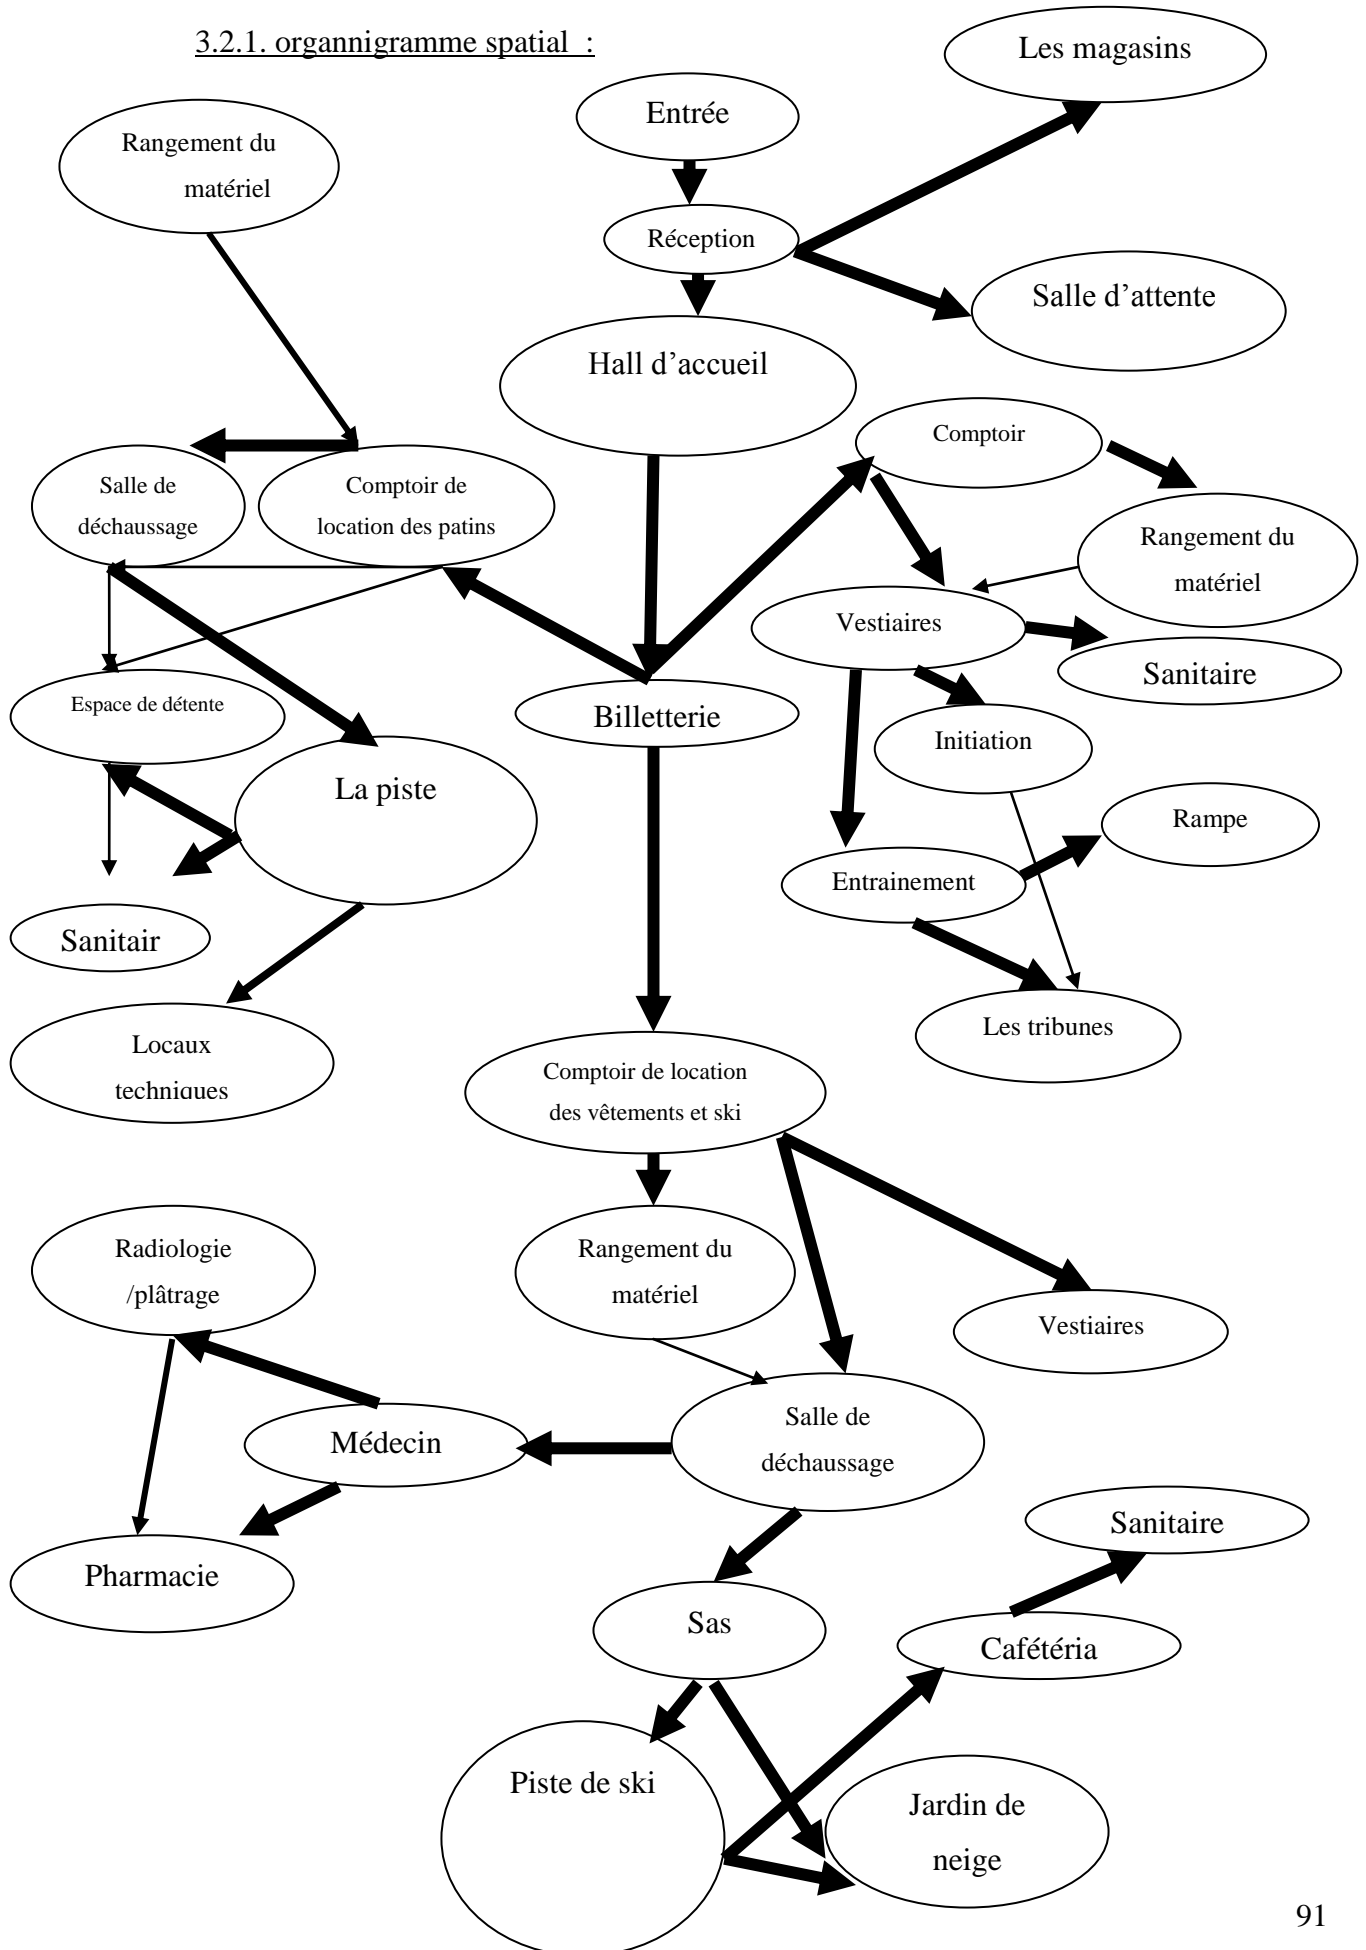 3.2.1. organnigramme spatial :
Les magasins
Entrée
Rangement du
matériel
Réception
Salle d’attente
Hall d’accueil
Comptoir
Salle de
déchaussage
Comptoir de
location des patins
Rangement du
matériel
Vestiaires
Sanitaire
Espace de détente
Billetterie
Initiation
La piste
Rampe
Entrainement
Sanitair
Les tribunes
Locaux
techniques
Comptoir de location
des vêtements et ski
Radiologie
/plâtrage
Rangement du
matériel
Vestiaires
Médecin
Salle de
déchaussage
Sanitaire
Pharmacie
Sas
Cafétéria
Piste de ski
Jardin de
neige
91